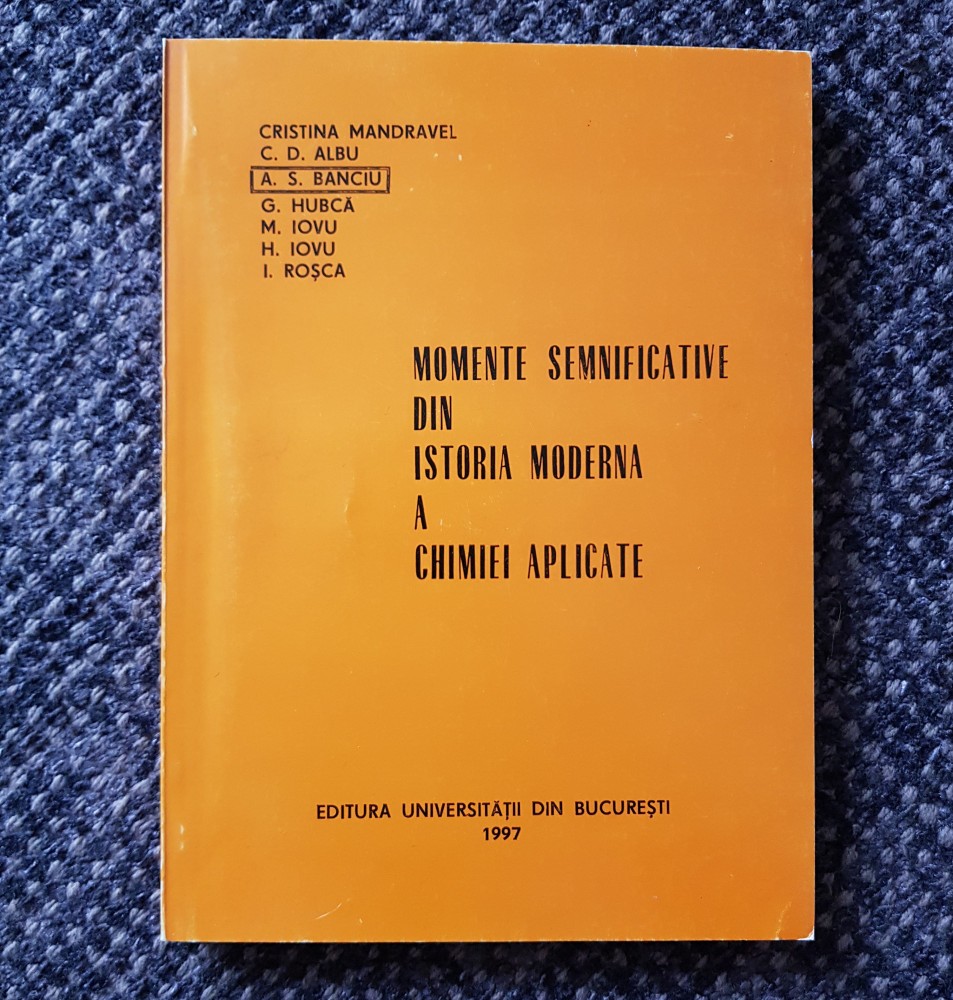 CRISTINA MANDRAVEL
C. D. ALBU
A. S. BANCIU
G. HUBCĂ
M. IOVU
H. IOVU
I. ROȘCA
MOMENTE SEMNIFICATIVE
DIN
ISTORIA MODERNA
A
CHIMIEI APLICATE
EDITURA UNIVERSITĂȚII DIN BUCUREȘTI
1997